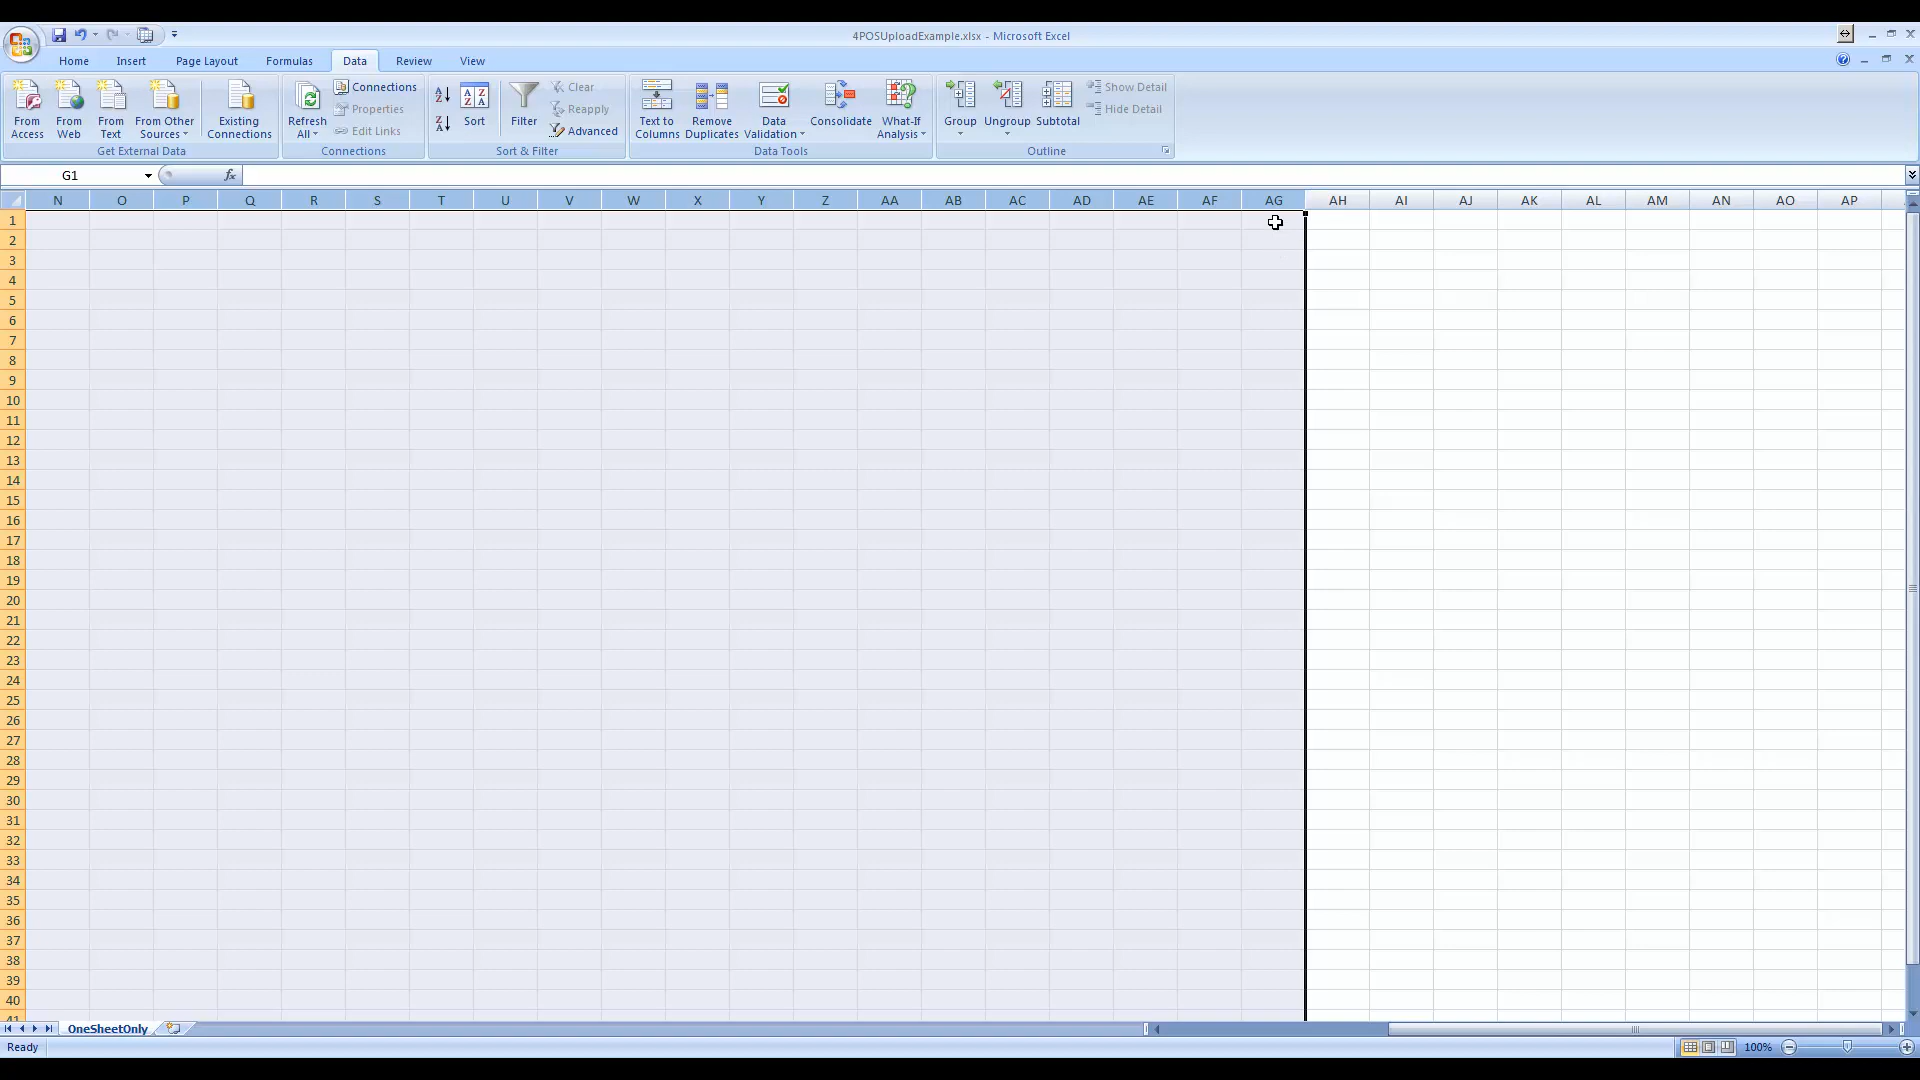 4POSUploadExample.xlsx - Microsoft Excel
Home Insert Page Layout Formulas Data Review View
From Access
From Web
From Text
From Other Sources
Existing Connections
Get External Data
Refresh All
Connections
Properties
Edit Links
Connections
Sort
Filter
Clear
Reapply
Advanced
Sort & Filter
Text to Columns
Remove Duplicates
Data Validation
Consolidate
What-If Analysis
Data Tools
Group
Ungroup
Subtotal
Show Detail
Hide Detail
Outline
G1
fx
N O P Q R S T U V W X Y Z AA AB AC AD AE AF AG AH AI AJ AK AL AM AN AO AP
1
2
3
4
5
6
7
8
9
10
11
12
13
14
15
16
17
18
19
20
21
22
23
24
25
26
27
28
29
30
31
32
33
34
35
36
37
38
39
40
41
OneSheetOnly
Ready
100%